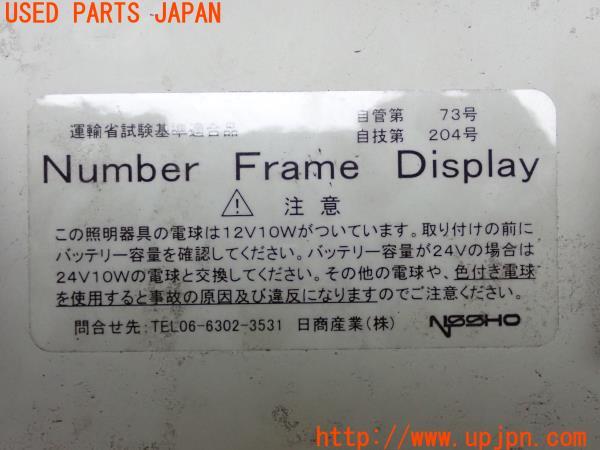 USED PARTS JAPAN
運輸省試験基準適合品
自管第 73号
自技第 204号
Number Frame Display
注意
この照明器具の電球は12V10Wがついています。取り付けの前に
バッテリー容量を確認してください。バッテリー容量が24Vの場合は
24V10Wの電球と交換してください。その他の電球や、色付き電球
を使用すると事故の原因及び違反になりますのでご注意ください。
問合せ先:TEL06-6302-3531 日商産業(株) NISSHO
http://www.upjpn.com/